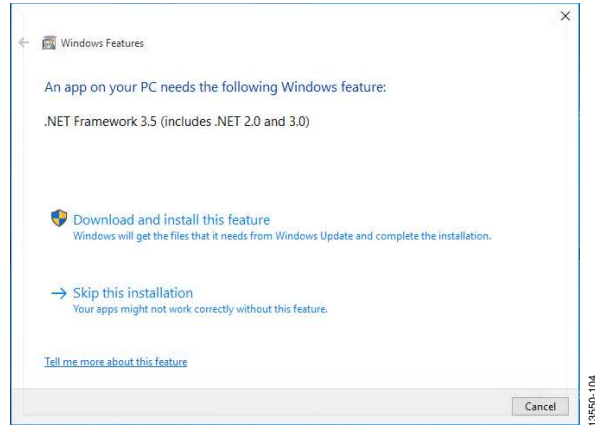 Windows Features
An app on your PC needs the following Windows feature:
.NET Framework 3.5 (includes .NET 2.0 and 3.0)
Download and install this feature
Windows will get the files that it needs from Windows Update and complete the installation.
Skip this installation
Your apps might not work correctly without this feature.
Tell me more about this feature
Cancel
13550-104